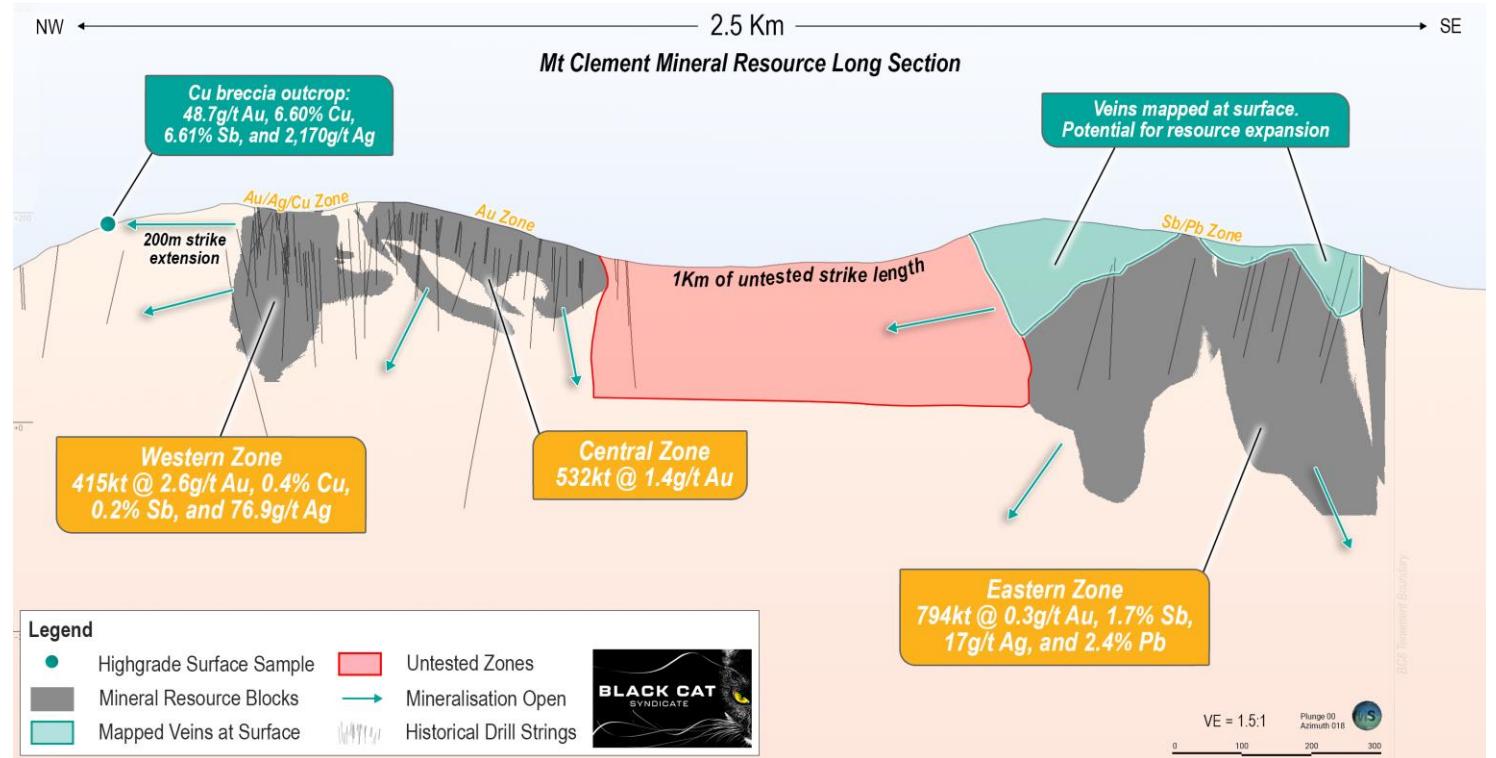 NW
2.5 Km
SE
Mt Clement Mineral Resource Long Section
Cu breccia outcrop:
48.7g/t Au, 6.60% Cu,
6.61% Sb, and 2,170g/t Ag
Veins mapped at surface.
Potential for resource expansion
Au/Ag/Cu Zone
Au Zone
Sb/Pb Zone
+200
200m strike
extension
1Km of untested strike length
+0
Western Zone
415kt @ 2.6g/t Au, 0.4% Cu,
0.2% Sb, and 76.9g/t Ag
Central Zone
532kt @ 1.4g/t Au
Eastern Zone
794kt @ 0.3g/t Au, 1.7% Sb,
17g/t Ag, and 2.4% Pb
BC8 Tenement Boundary
Legend
Highgrade Surface Sample
Mineral Resource Blocks
Mapped Veins at Surface
Untested Zones
Mineralisation Open
Historical Drill Strings
BLACK CAT
SYNDICATE
VE = 1.5:1
Plunge 00
Azimuth 018
0 100 200 300